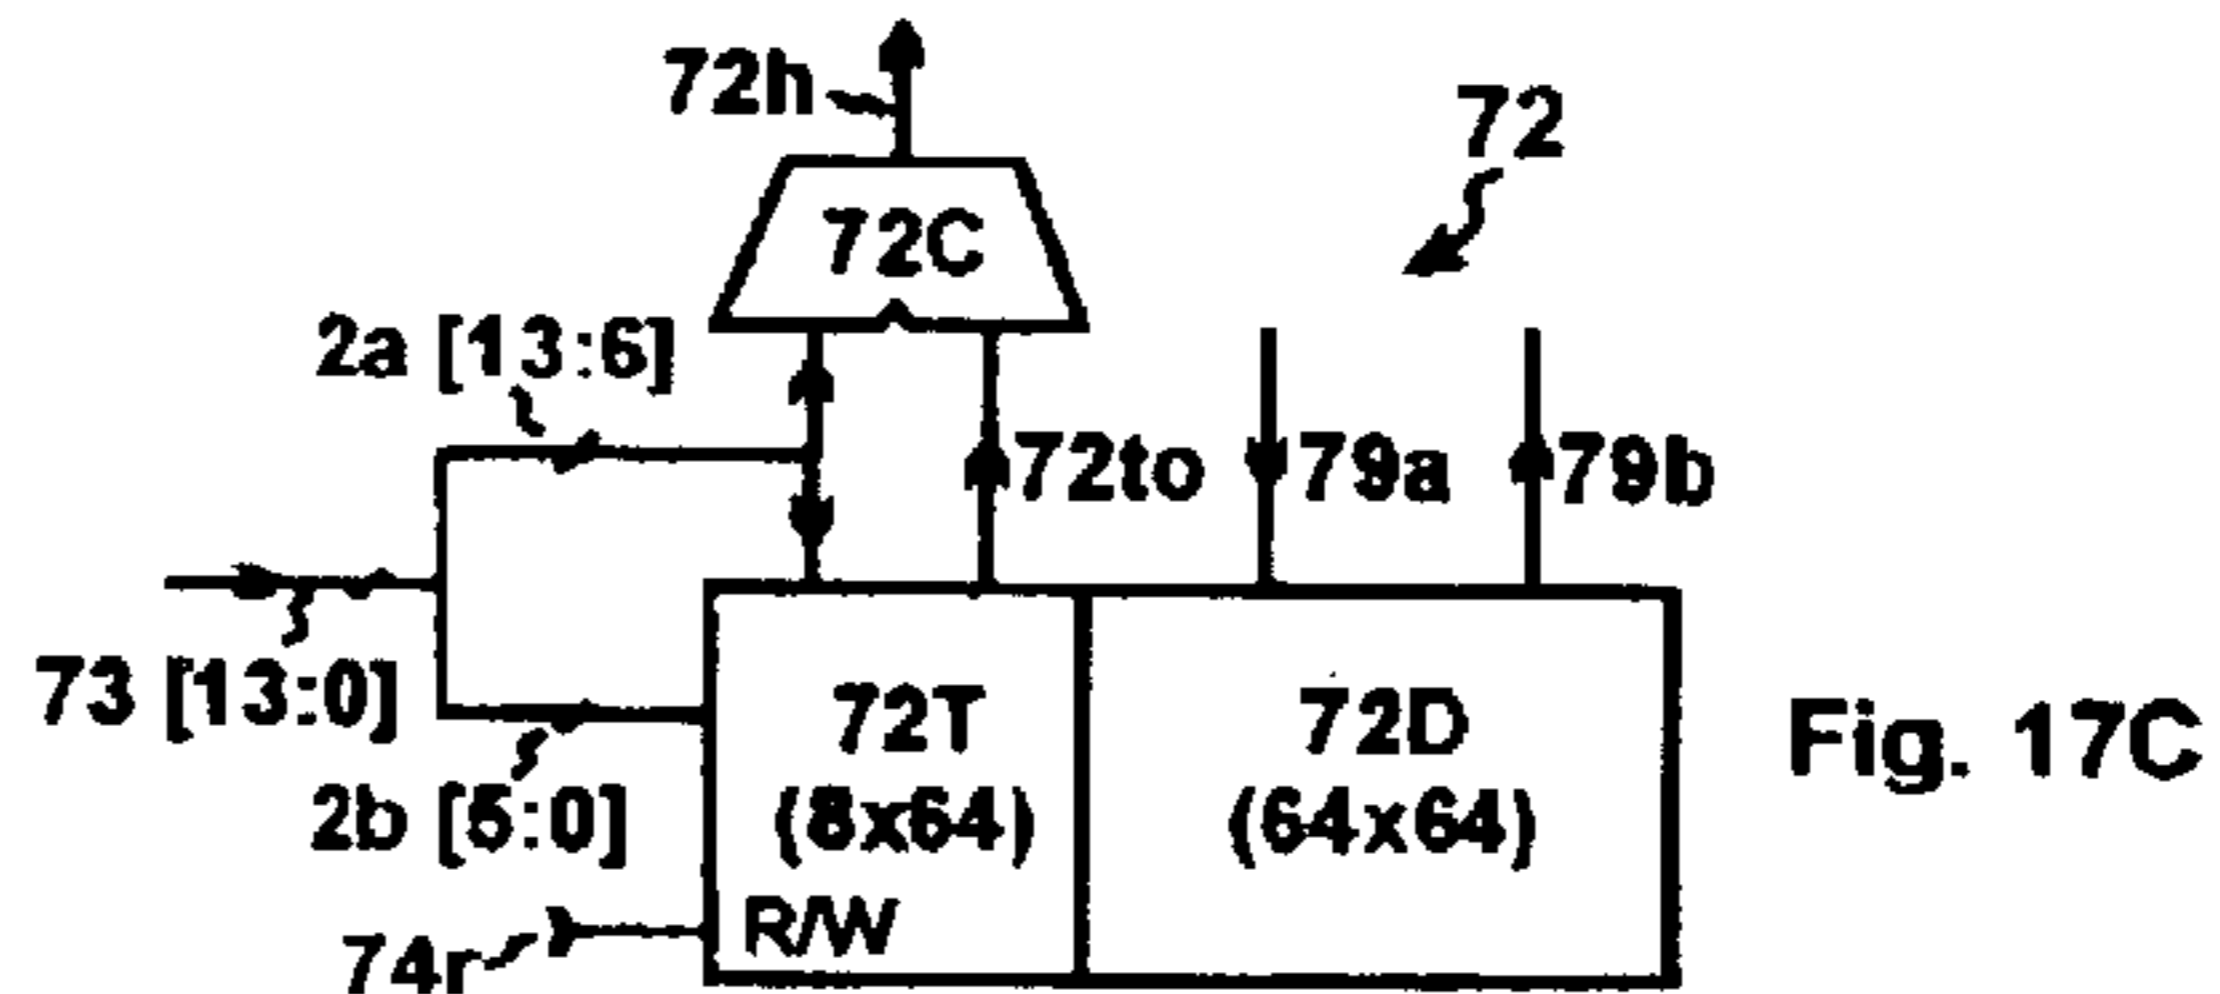 72h
72
72C
2a [13:6]
72to
79a
79b
73 [13:0]
72T
(8x64)
72D
(64x64)
Fig. 17C
2b [5:0]
R/W
74r